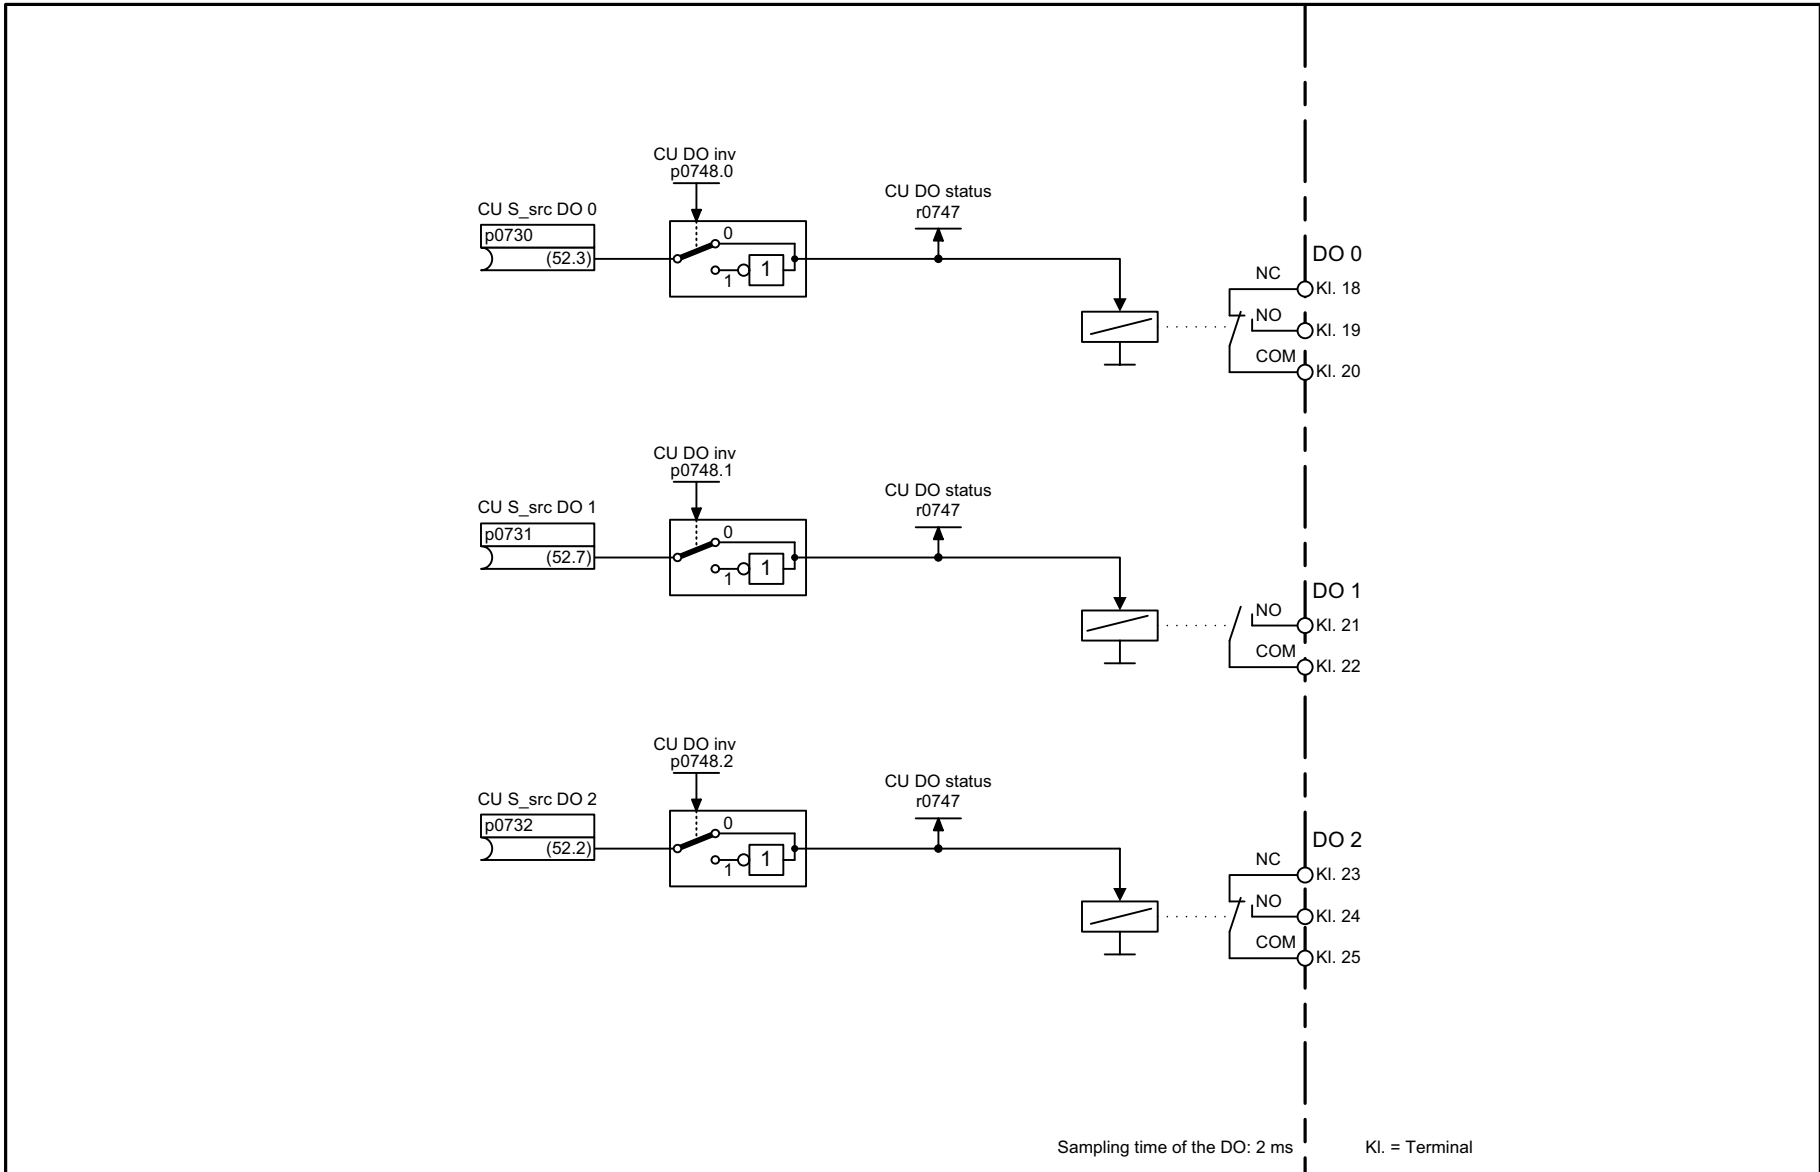 CU DO inv
p0748.0
CU S_src DO 0
p0730
(52.3)
0
1
1
CU DO status
r0747
DO 0
NC
Kl. 18
NO
Kl. 19
COM
Kl. 20
CU DO inv
p0748.1
CU S_src DO 1
p0731
(52.7)
0
1
1
CU DO status
r0747
DO 1
NO
Kl. 21
COM
Kl. 22
CU DO inv
p0748.2
CU S_src DO 2
p0732
(52.2)
0
1
1
CU DO status
r0747
DO 2
NC
Kl. 23
NO
Kl. 24
COM
Kl. 25
Sampling time of the DO: 2 ms
Kl. = Terminal